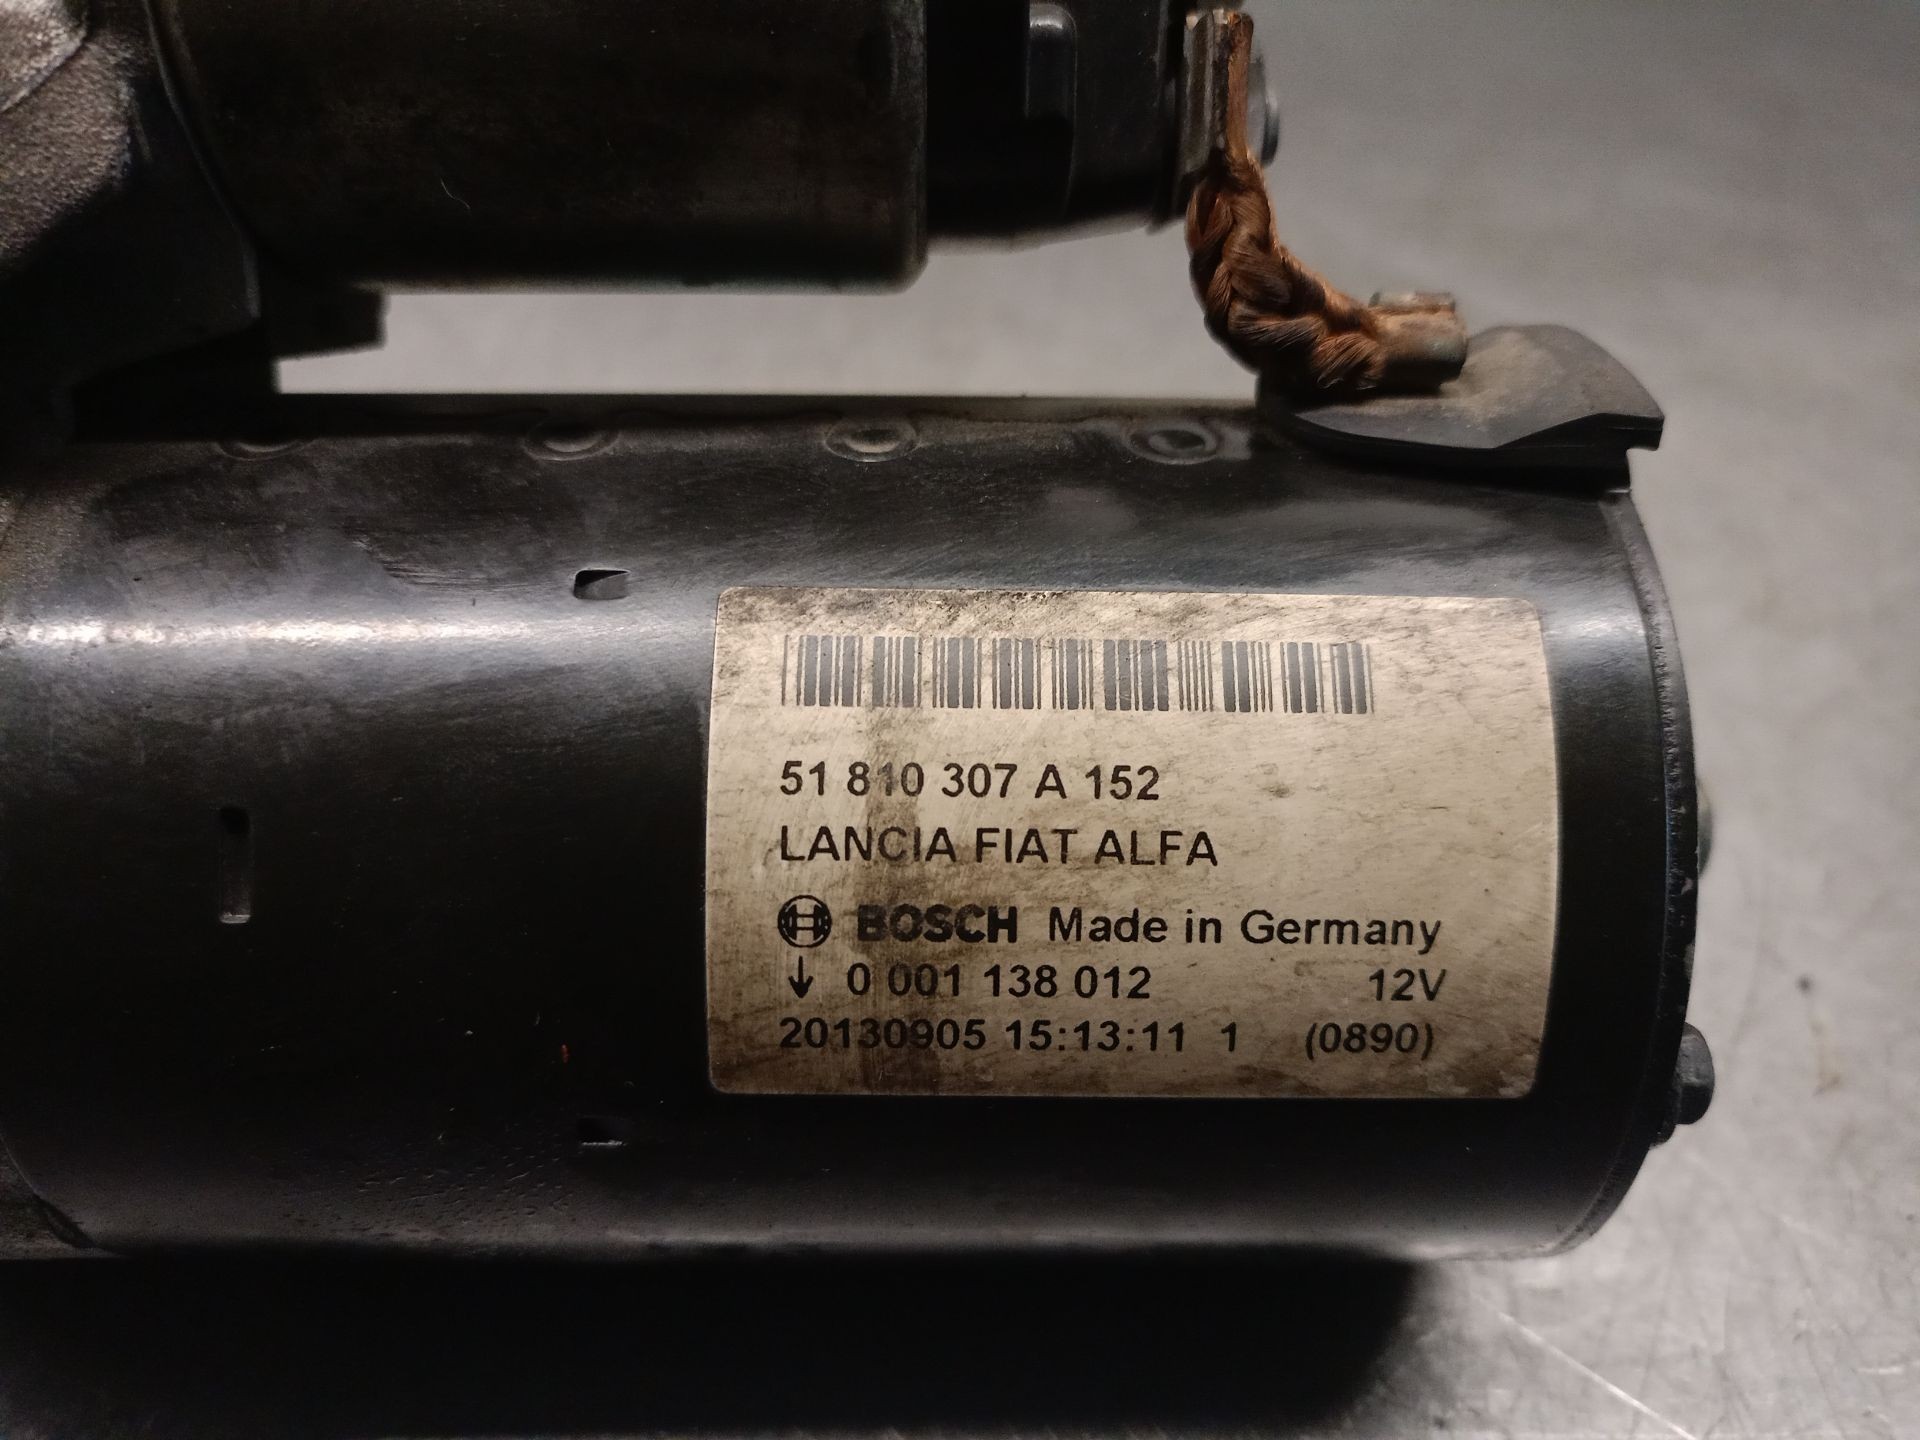 51 810 307 A 152
LANCIA FIAT ALFA
BOSCH Made in Germany
↓ 0 001 138 012 12V
20130905 15:13:11 1 (0890)